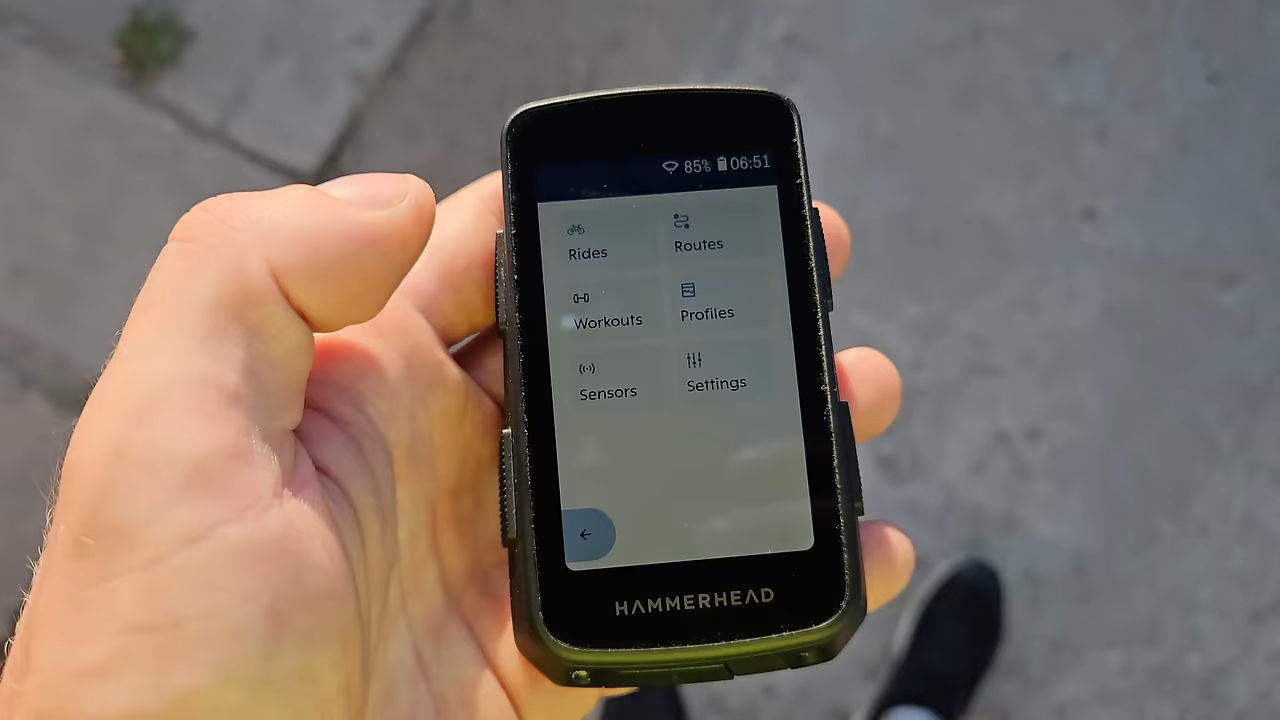 85% 06:51
Rides
Routes
Workouts
Profiles
Sensors
Settings
HAMMERHEAD